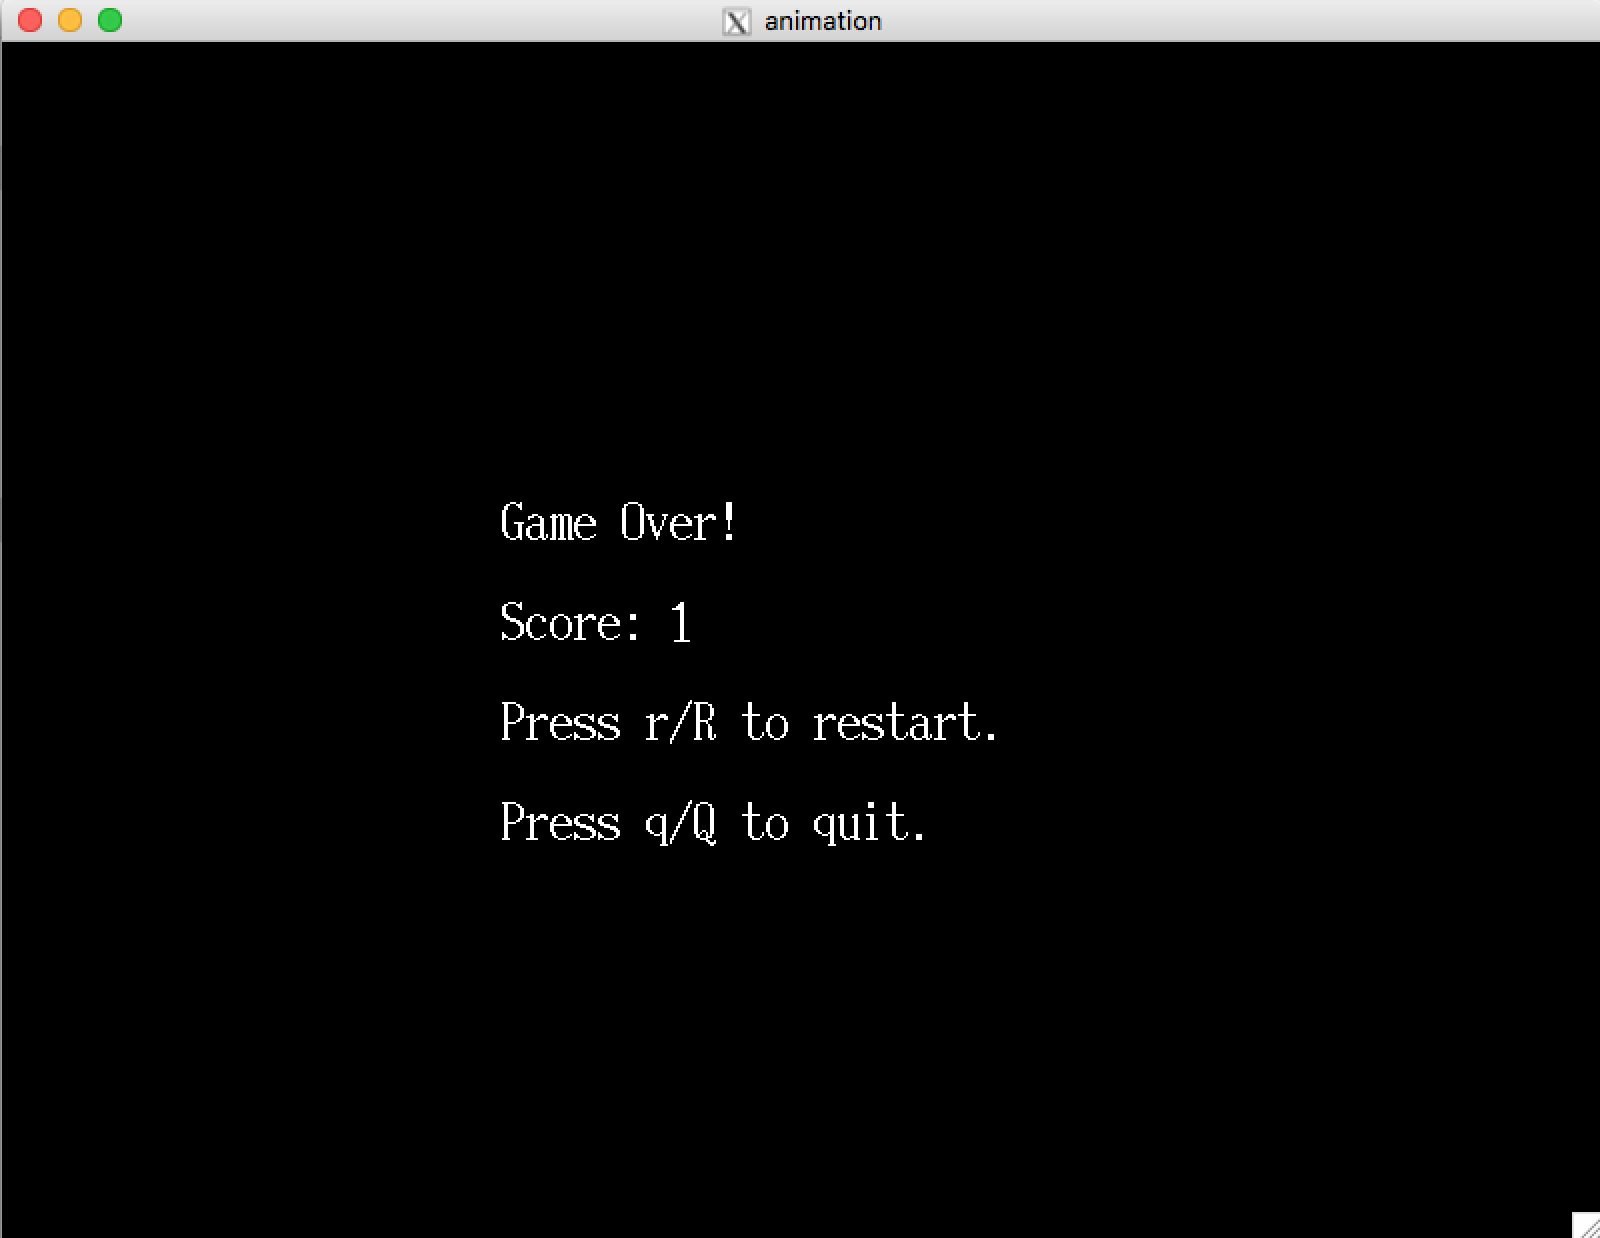 animation
Game Over!
Score: 1
Press r/R to restart.
Press q/Q to quit.